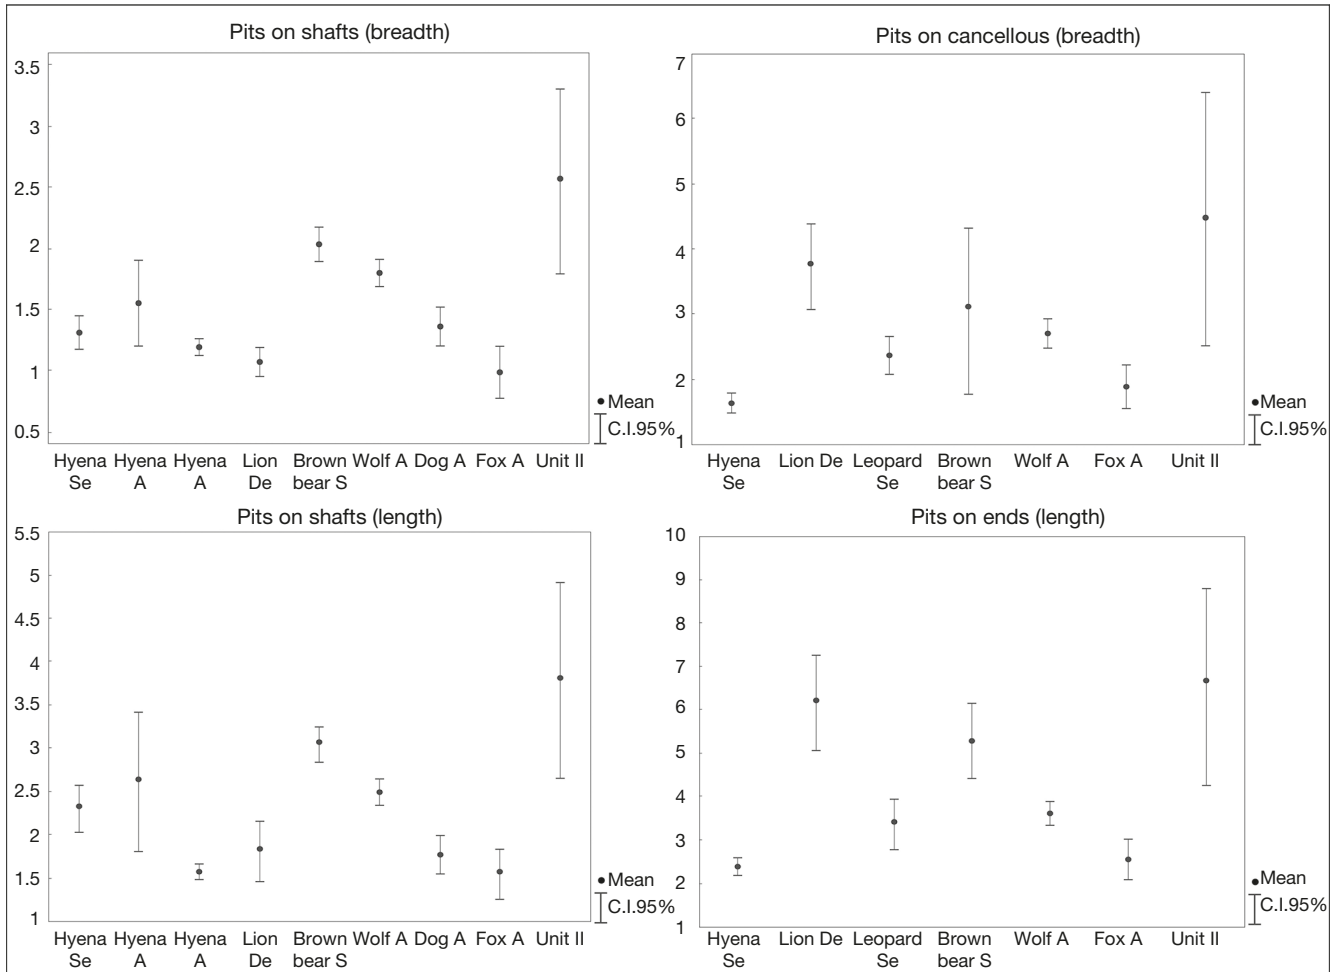 Pits on shafts (breadth)
3.5
3
2.5
2
1.5
1
0.5
Hyena Se
Hyena A
Hyena A
Lion De
Brown bear S
Wolf A
Dog A
Fox A
Unit II
Mean
C.I.95%
Pits on cancellous (breadth)
7
6
5
4
3
2
1
Hyena Se
Lion De
Leopard Se
Brown bear S
Wolf A
Fox A
Unit II
Mean
C.I.95%
Pits on shafts (length)
5.5
5
4.5
4
3.5
3
2.5
2
1.5
1
Hyena Se
Hyena A
Hyena A
Lion De
Brown bear S
Wolf A
Dog A
Fox A
Unit II
Mean
C.I.95%
Pits on ends (length)
10
9
8
7
6
5
4
3
2
1
Hyena Se
Lion De
Leopard Se
Brown bear S
Wolf A
Fox A
Unit II
Mean
C.I.95%